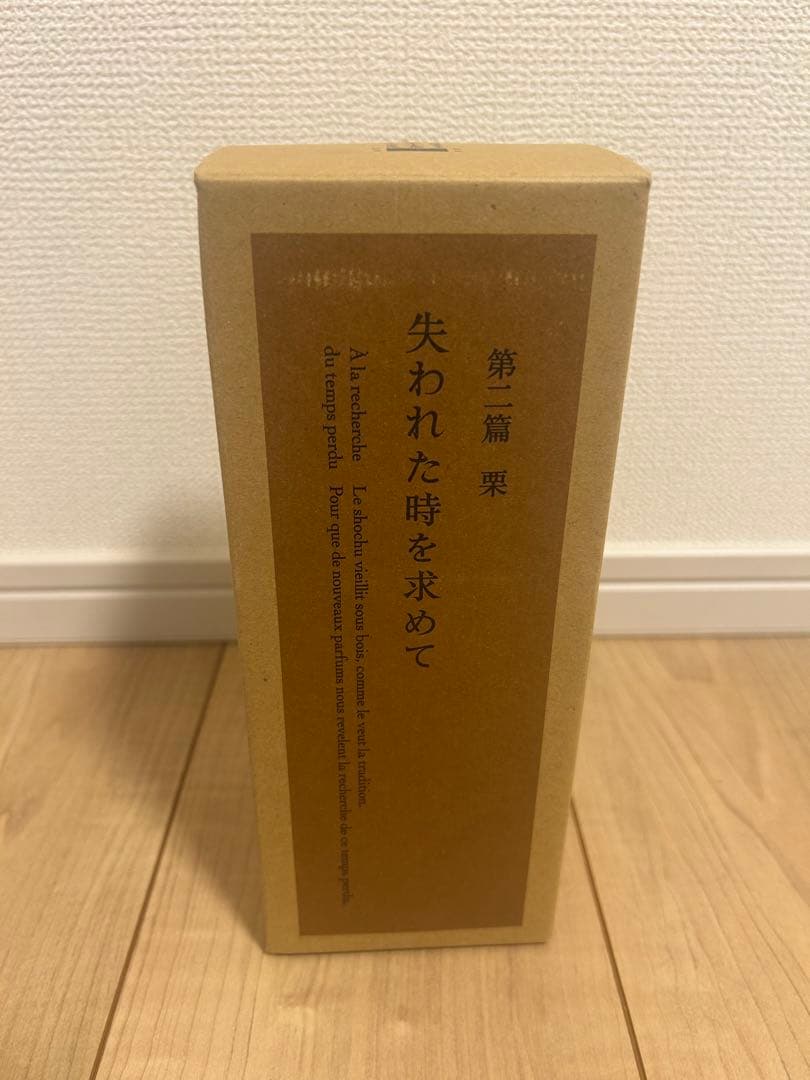 第二篇 栗
失われた時を求めて
À la recherche
du temps perdu
Le shochu vieillit sous bois, comme le veut la tradition.
Pour que de nouveaux parfums nous revelent la recherche de ce temps perdu.